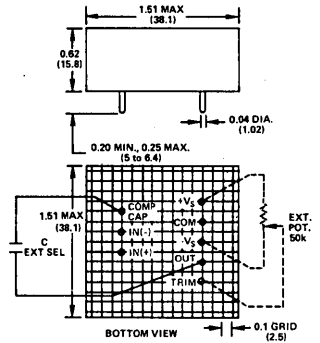 1.51 MAX
(38.1)
0.62
(15.8)
0.04 DIA.
(1.02)
0.20 MIN., 0.25 MAX.
(5 to 6.4)
1.51 MAX
(38.1)
C
EXT SEL
COMP
CAP
IN(-)
IN(+)
+VS
COM
-VS
OUT
TRIM
EXT.
POT.
50k
BOTTOM VIEW
0.1 GRID
(2.5)